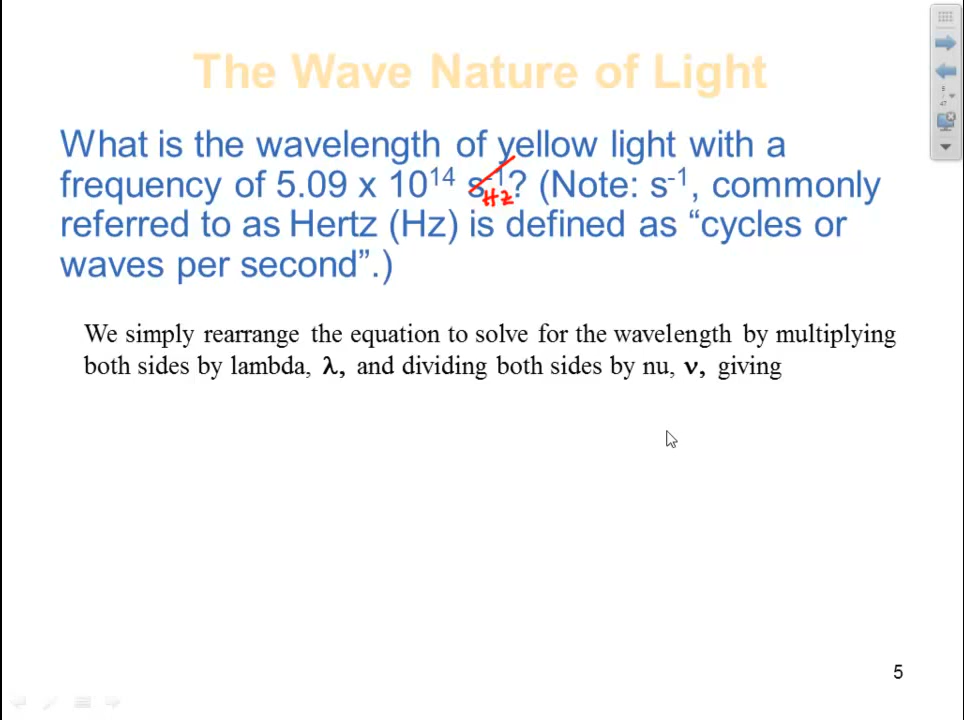 The Wave Nature of Light
What is the wavelength of yellow light with a
frequency of 5.09 x 10¹⁴ s⁻¹? (Note: s⁻¹, commonly
Hz
referred to as Hertz (Hz) is defined as “cycles or
waves per second”.)
We simply rearrange the equation to solve for the wavelength by multiplying
both sides by lambda, λ, and dividing both sides by nu, ν, giving
5